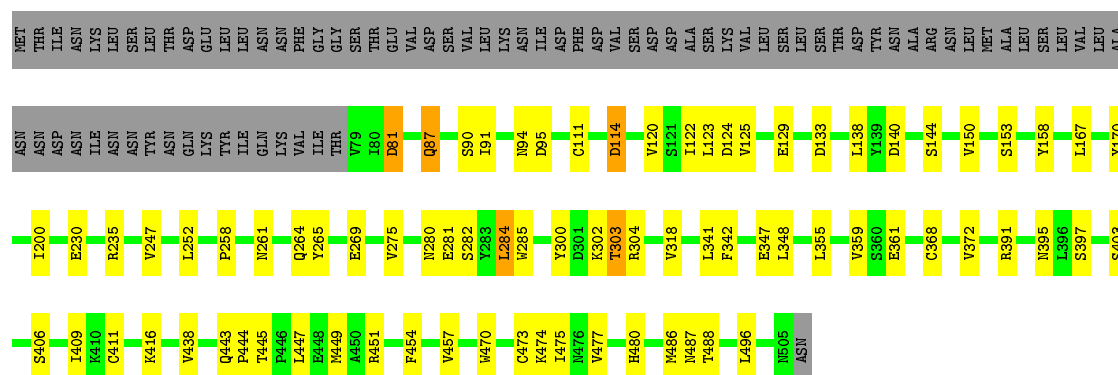 MET THR ILE ASN LYS LEU SER LEU THR ASP GLU LEU LEU ASN ASN PHE GLY GLY SER THR GLU VAL ASP SER VAL LEU LYS ASN ILE ASP PHE ASP VAL SER ASP ASP ALA SER LYS VAL LEU SER LEU SER THR ASP TYR ASN ALA ARG ASN LEU MET ALA LEU SER LEU VAL LEU ALA
ASN ASN ASP ASN ILE ASN ASN TYR ASN GLN LYS TYR ILE GLN LYS VAL ILE THR V79 I80 D81 Q87 S90 I91 N94 D95 C111 D114 V120 S121 I122 L123 D124 V125 E129 D133 L138 Y139 D140 S144 V150 S153 Y158 L167
I200 E230 R235 V247 L252 P258 N261 Q264 Y265 E269 V275 N280 E281 S282 Y283 L284 W285 Y300 D301 K302 T303 R304 V318 L341 F342 E347 L348 L355 V359 S360 E361 C368 V372 R391 N395 L396 S397 S403
S406 I409 K410 C411 K416 V438 Q443 P444 T445 P446 L447 E448 M449 A450 R451 F454 V457 W470 C473 K474 I475 N476 V477 H480 M486 N487 T488 L496 N505 ASN